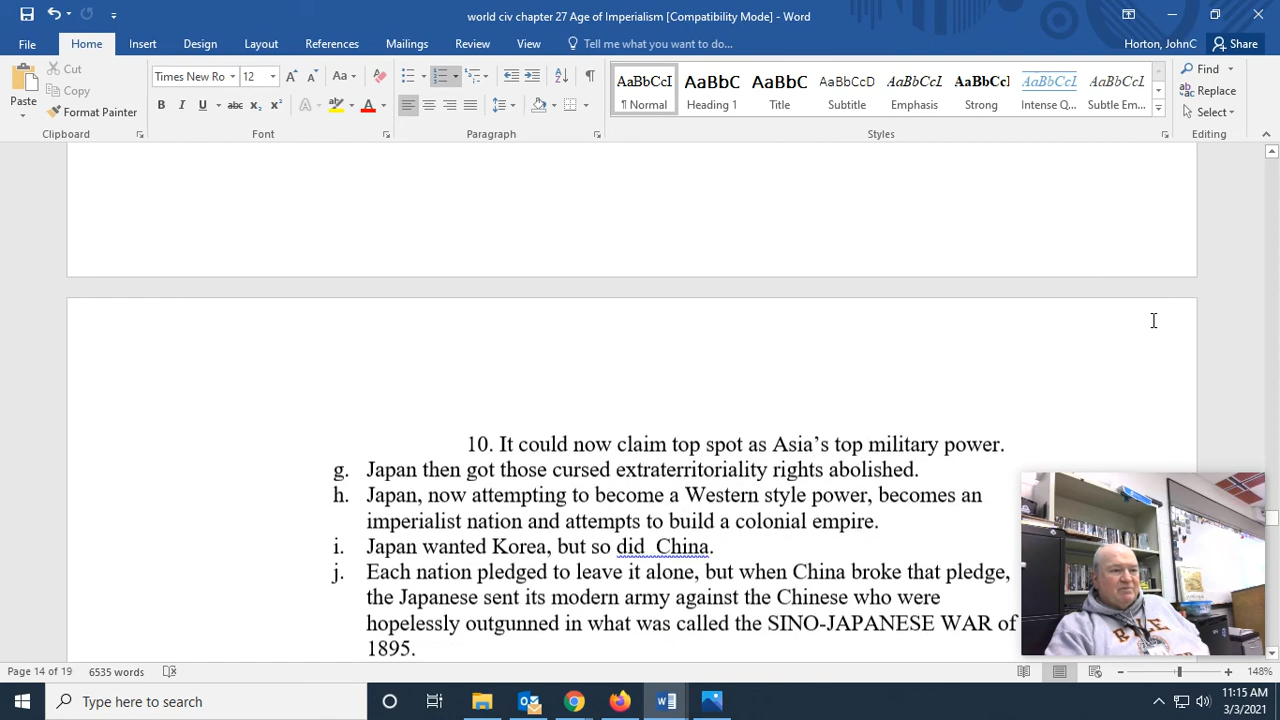 world civ chapter 27 Age of Imperialism [Compatibility Mode] - Word
File Home Insert Design Layout References Mailings Review View Tell me what you want to do... Horton, JohnC Share
Paste Cut Times New Ro 12 Aa AaBbCcI AaBbC AaBbC AaBbCcD AaBbCcI AaBbCcI AaBbCcI AaBbCcI Find
Copy Replace
Format Painter B I U abc X₂ X² A A ¶ Normal Heading 1 Title Subtitle Emphasis Strong Intense Q... Subtle Em... Select
Clipboard Font Paragraph Styles Editing
10. It could now claim top spot as Asia's top military power.
g. Japan then got those cursed extraterritoriality rights abolished.
h. Japan, now attempting to become a Western style power, becomes an
imperialist nation and attempts to build a colonial empire.
i. Japan wanted Korea, but so did  China.
j. Each nation pledged to leave it alone, but when China broke that pledge,
the Japanese sent its modern army against the Chinese who were
hopelessly outgunned in what was called the SINO-JAPANESE WAR of
1895.
Page 14 of 19 6535 words 148%
Type here to search 11:15 AM
3/3/2021